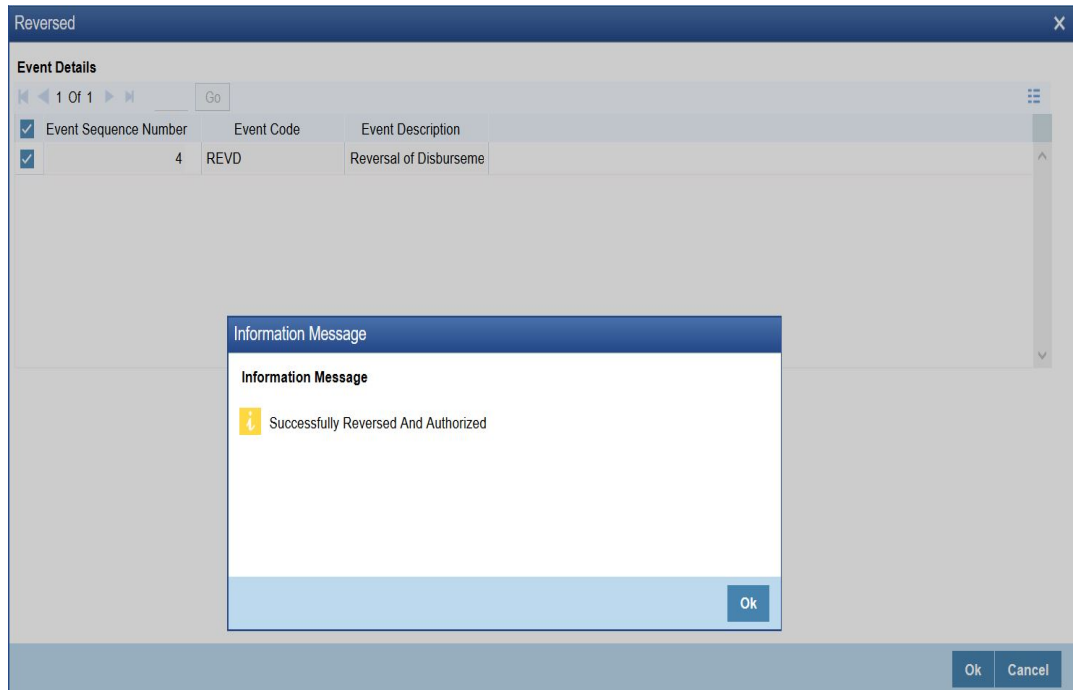 Reversed
Event Details
1 Of 1 Go
Event Sequence Number Event Code Event Description
4 REVD Reversal of Disburseme
Information Message
Information Message
Successfully Reversed And Authorized
Ok
Ok Cancel